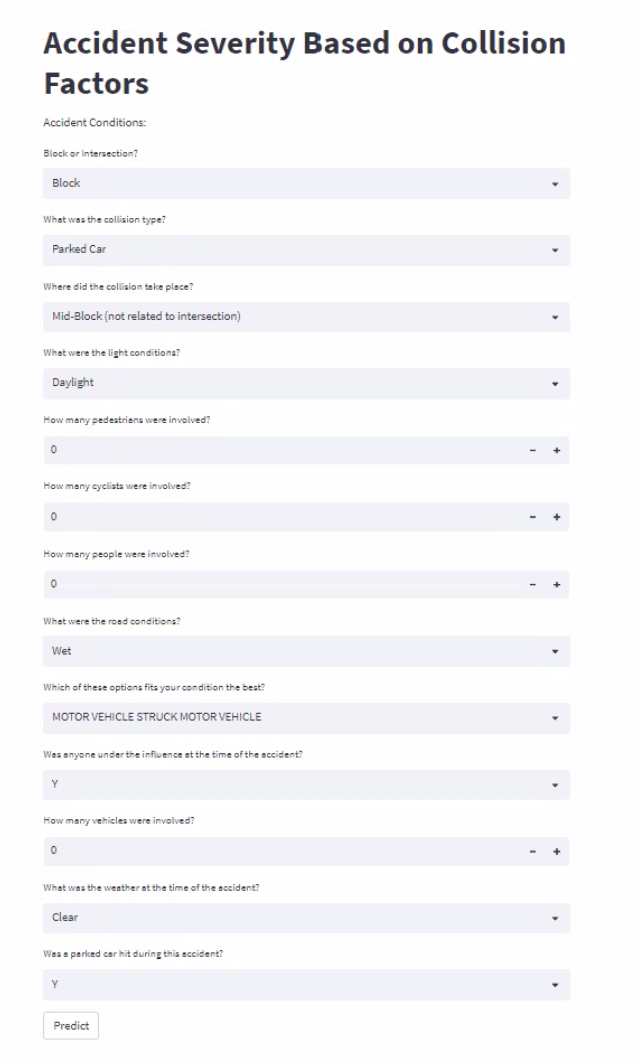 Accident Severity Based on Collision
Factors
Accident Conditions:
Block or Intersection?
Block
What was the collision type?
Parked Car
Where did the collision take place?
Mid-Block (not related to intersection)
What were the light conditions?
Daylight
How many pedestrians were involved?
0 - +
How many cyclists were involved?
0 - +
How many people were involved?
0 - +
What were the road conditions?
Wet
Which of these options fits your condition the best?
MOTOR VEHICLE STRUCK MOTOR VEHICLE
Was anyone under the influence at the time of the accident?
Y
How many vehicles were involved?
0 - +
What was the weather at the time of the accident?
Clear
Was a parked car hit during this accident?
Y
Predict